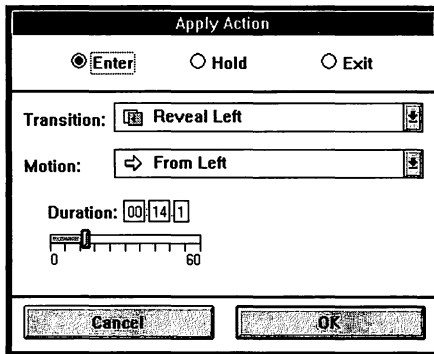 Apply Action
Enter Hold Exit
Transition: Reveal Left
Motion: From Left
Duration: 00:14.1
0 60
Cancel OK